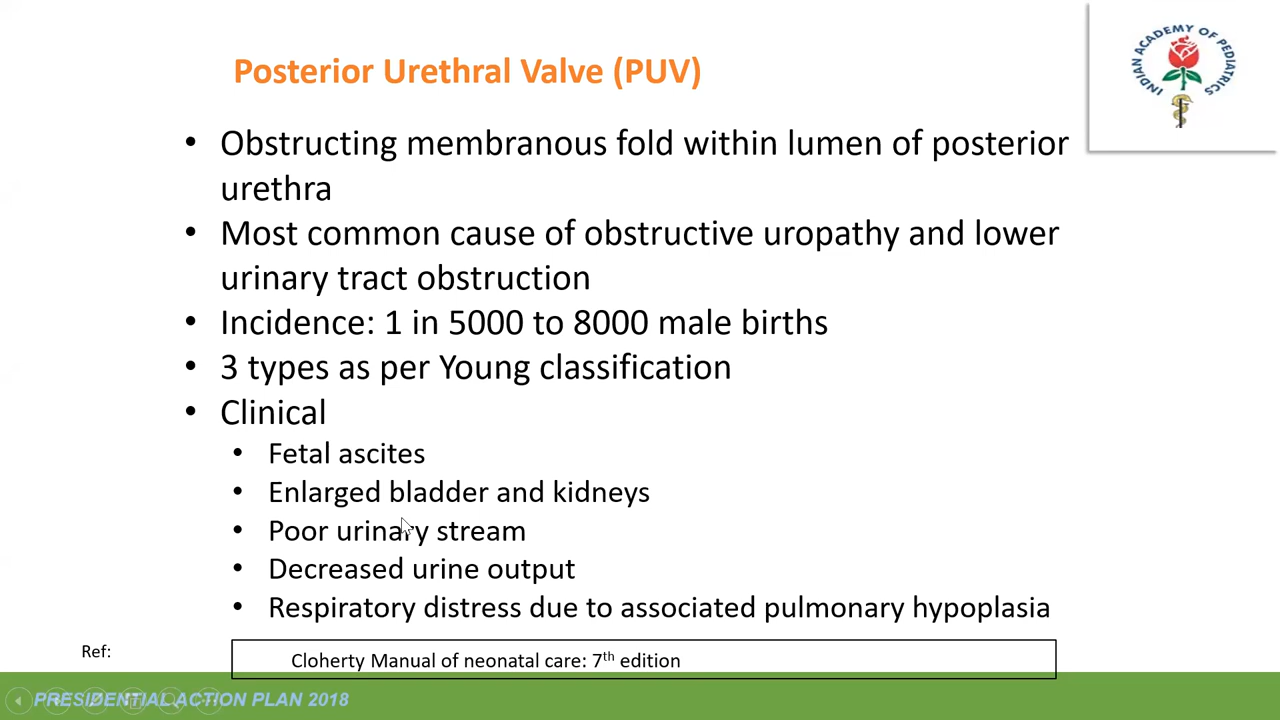 Posterior Urethral Valve (PUV)
INDIAN ACADEMY OF PEDIATRICS
• Obstructing membranous fold within lumen of posterior
urethra
• Most common cause of obstructive uropathy and lower
urinary tract obstruction
• Incidence: 1 in 5000 to 8000 male births
• 3 types as per Young classification
• Clinical
• Fetal ascites
• Enlarged bladder and kidneys
• Poor urinary stream
• Decreased urine output
• Respiratory distress due to associated pulmonary hypoplasia
Ref:
Cloherty Manual of neonatal care: 7th edition
PRESIDENTIAL ACTION PLAN 2018